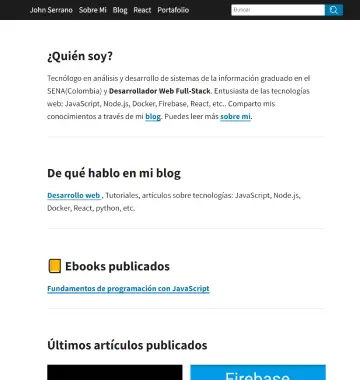 John Serrano Sobre Mi Blog React Portafolio
Buscar
¿Quién soy?
Tecnólogo en análisis y desarrollo de sistemas de la información graduado en el
SENA(Colombia) y Desarrollador Web Full-Stack. Entusiasta de las tecnologías
web: JavaScript, Node.js, Docker, Firebase, React, etc.. Comparto mis
conocimientos a través de mi blog. Puedes leer más sobre mi.
De qué hablo en mi blog
Desarrollo web , Tutoriales, artículos sobre tecnologías: JavaScript, Node.js,
Docker, React, python, etc.
Ebooks publicados
Fundamentos de programación con JavaScript
Últimos artículos publicados
Firebase